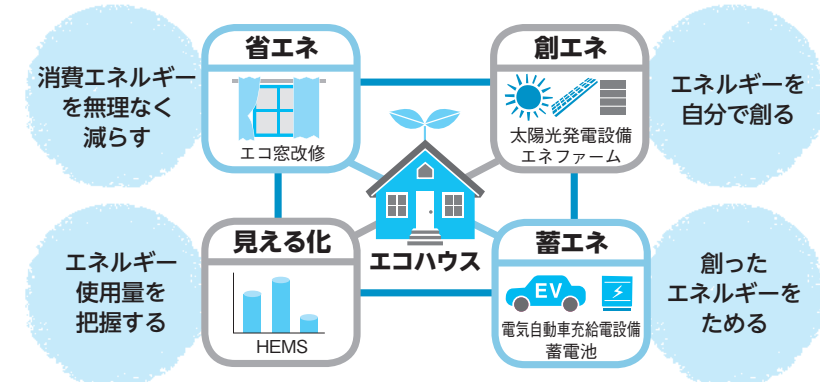 省エネ
消費エネルギー
を無理なく
減らす
エコ窓改修
創エネ
太陽光発電設備
エネファーム
エネルギーを
自分で創る
見える化
エネルギー
使用量を
把握する
HEMS
エコハウス
蓄エネ
EV
電気自動車充給電設備
蓄電池
創った
エネルギーを
ためる